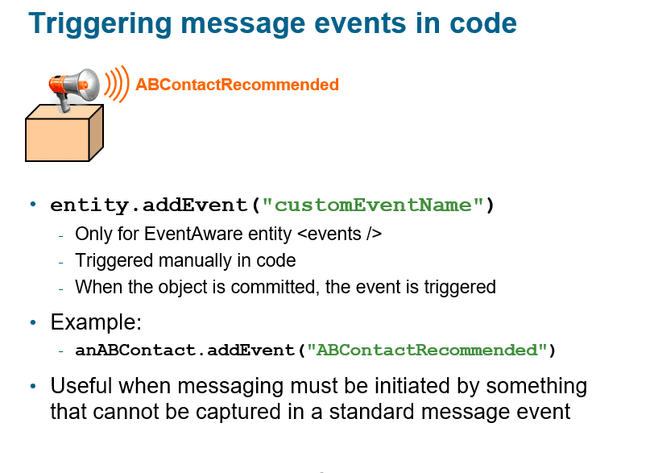 Triggering message events in code
ABContactRecommended
• entity.addEvent("customEventName")
- Only for EventAware entity <events />
- Triggered manually in code
- When the object is committed, the event is triggered
• Example:
- anABContact.addEvent("ABContactRecommended")
• Useful when messaging must be initiated by something
that cannot be captured in a standard message event